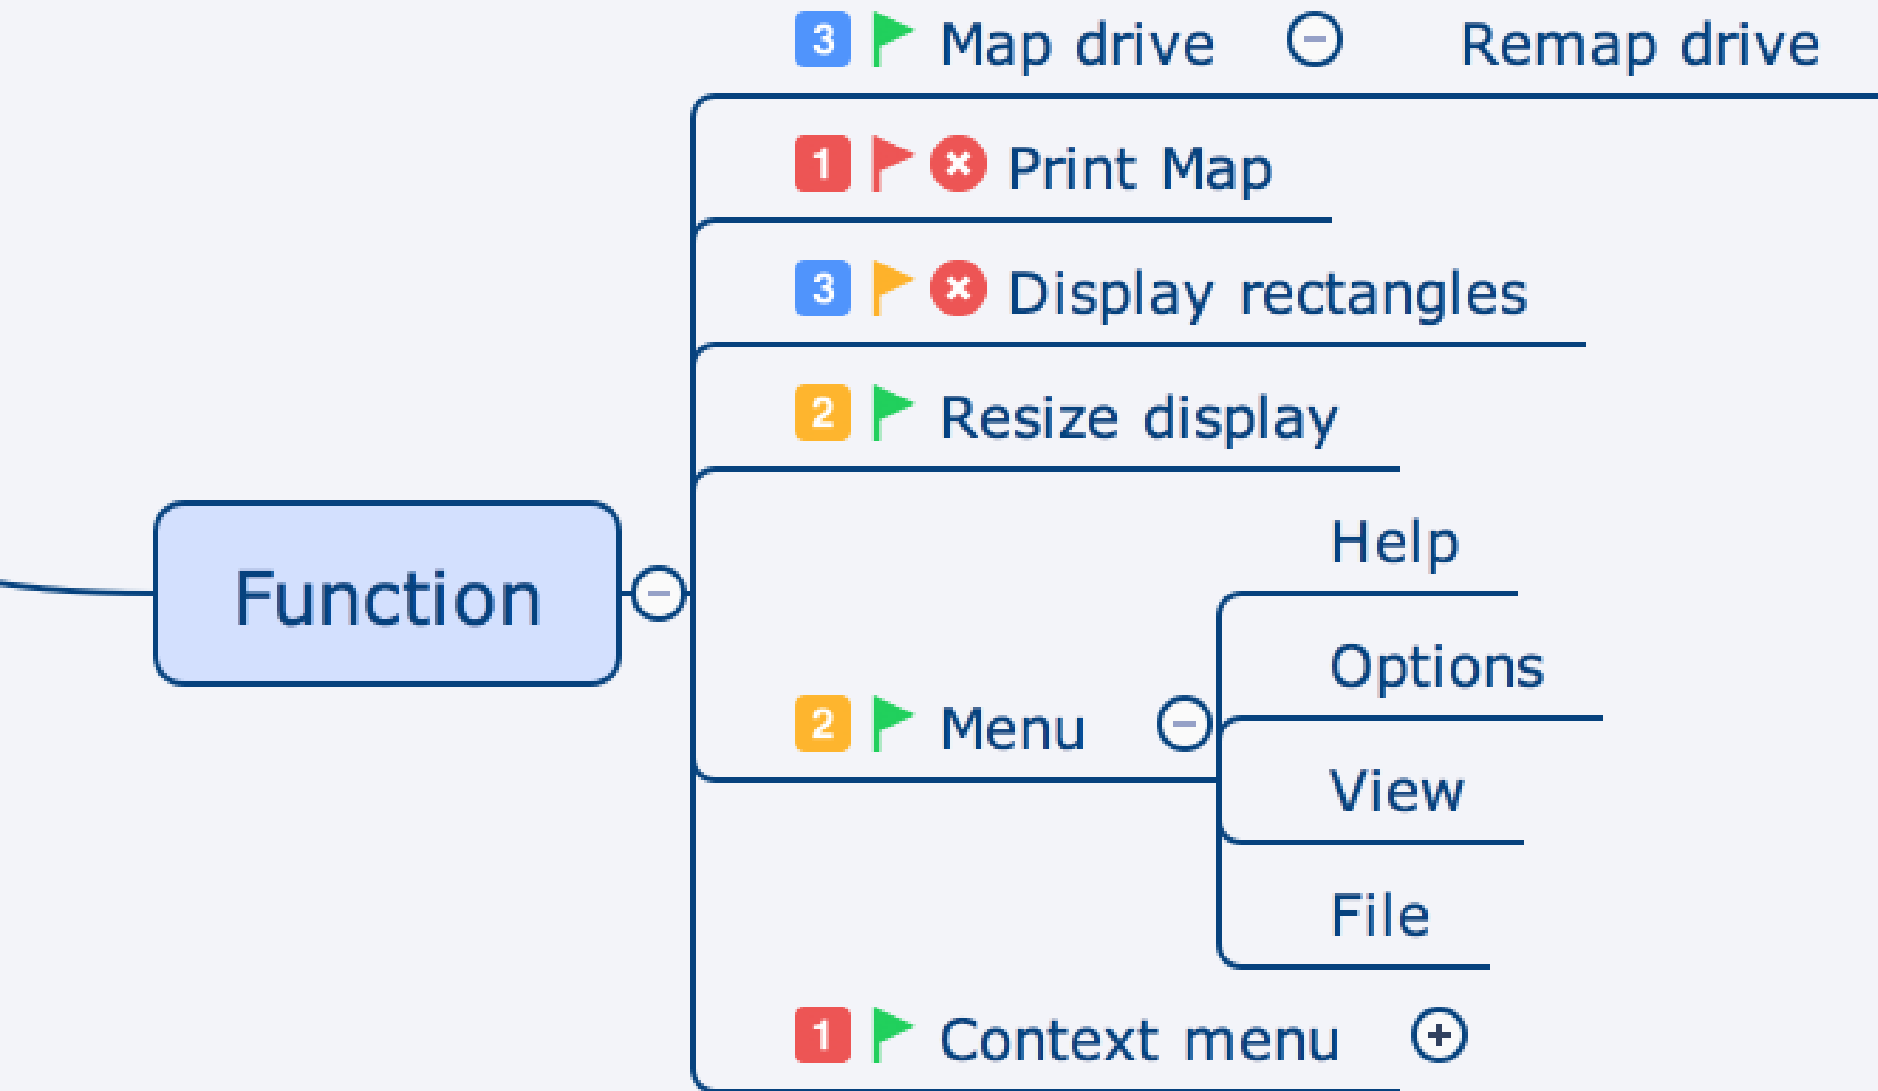 3 Map drive Remap drive
1 Print Map
3 Display rectangles
2 Resize display
Function
Help
Options
2 Menu
View
File
1 Context menu